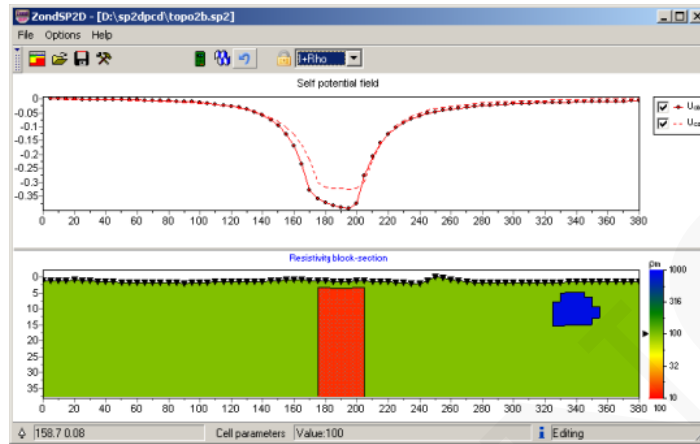 ZondSP2D - [D:\sp2dpcd\topo2b.sp2]
File Options Help
I+Rho
Self potential field
0
-0.05
-0.1
-0.15
-0.2
-0.25
-0.3
-0.35
0 20 40 60 80 100 120 140 160 180 200 220 240 260 280 300 320 340 360 380
Resistivity block-section
0
5
10
15
20
25
30
35
0 20 40 60 80 100 120 140 160 180 200 220 240 260 280 300 320 340 360 380
Om
1000
316
100
32
10
100
158.7 0.08 Cell parameters Value:100 Editing